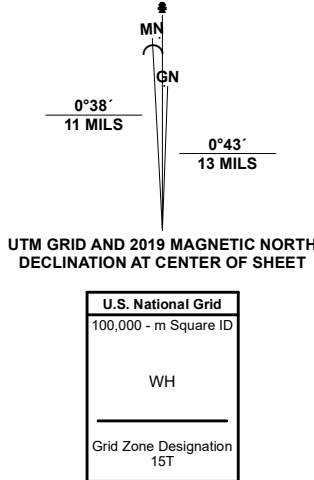 MN
GN
0°38´
11 MILS
0°43´
13 MILS
UTM GRID AND 2019 MAGNETIC NORTH
DECLINATION AT CENTER OF SHEET
U.S. National Grid
100,000 - m Square ID
WH
Grid Zone Designation
15T